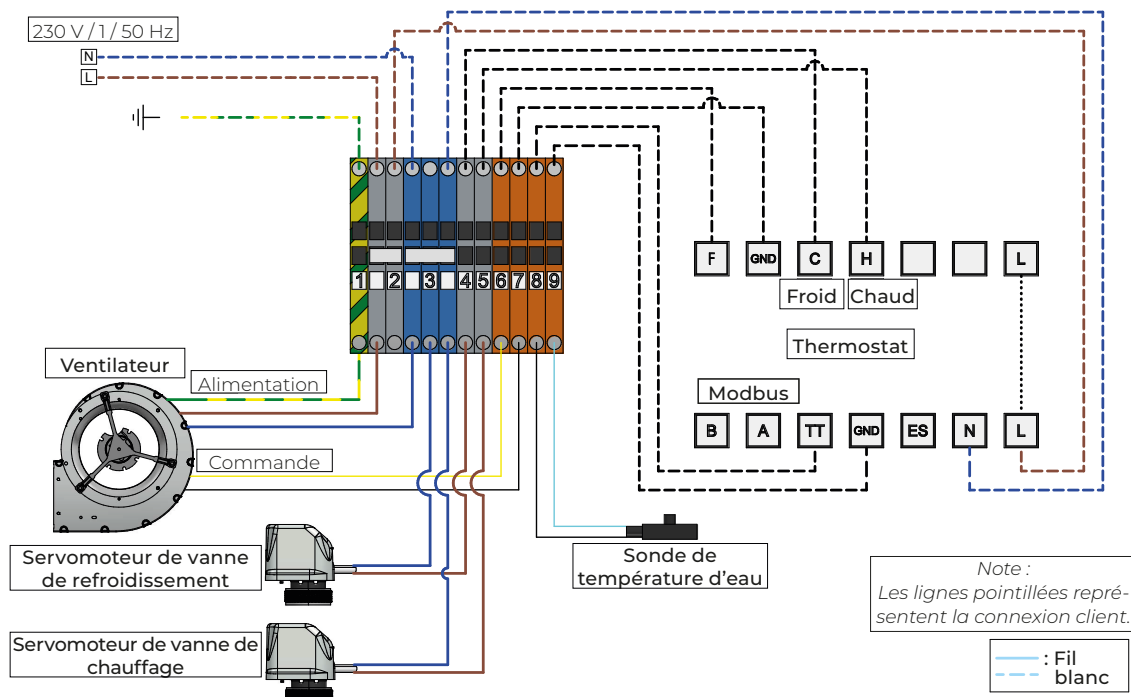 230 V / 1 / 50 Hz
N
L
1 2 3 4 5 6 7 8 9
F GND C H L
Froid Chaud
Thermostat
Modbus
B A TT GND ES N L
Ventilateur
Alimentation
Commande
Servomoteur de vanne
de refroidissement
Servomoteur de vanne de
chauffage
Sonde de
température d'eau
Note :
Les lignes pointillées repré-
sentent la connexion client.
: Fil
blanc